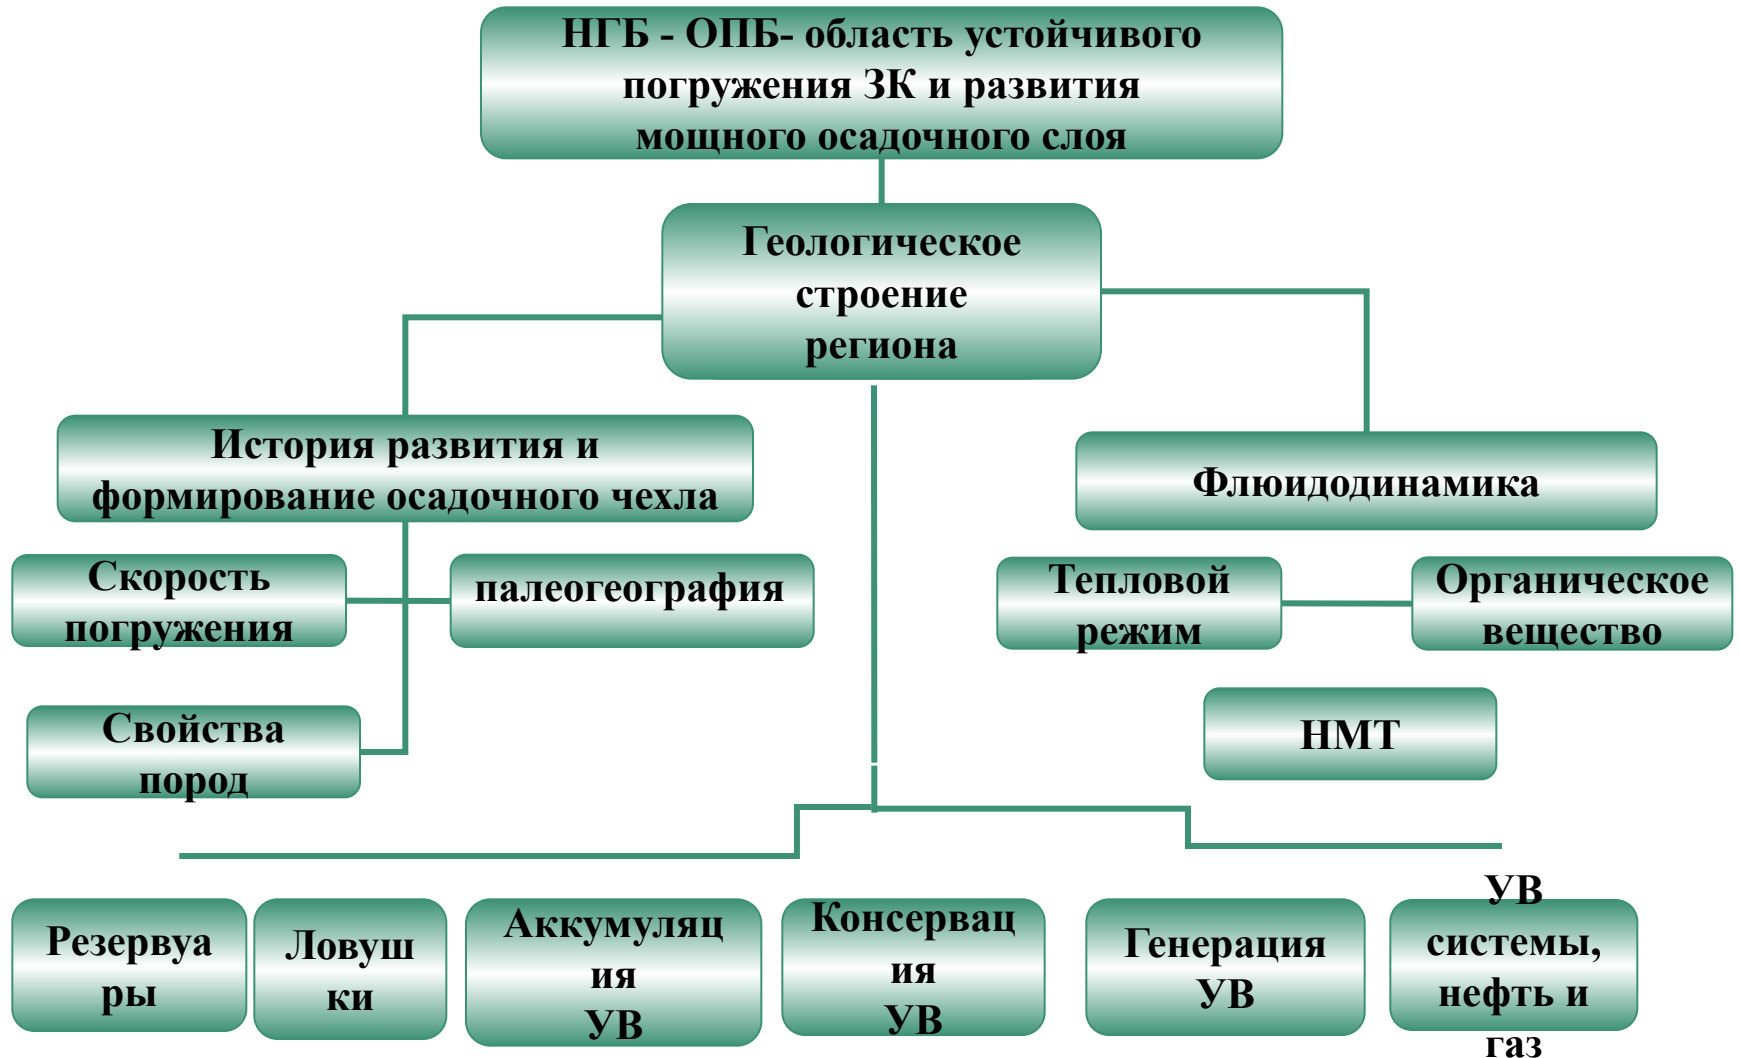 НГБ - ОПБ- область устойчивого
погружения ЗК и развития
мощного осадочного слоя
Геологическое
строение
региона
История развития и
формирование осадочного чехла
Флюидодинамика
Скорость
погружения
палеогеография
Тепловой
режим
Органическое
вещество
Свойства
пород
НМТ
Резервуа
ры
Ловуш
ки
Аккумуляц
ия
УВ
Консервац
ия
УВ
Генерация
УВ
УВ
системы,
нефть и
газ